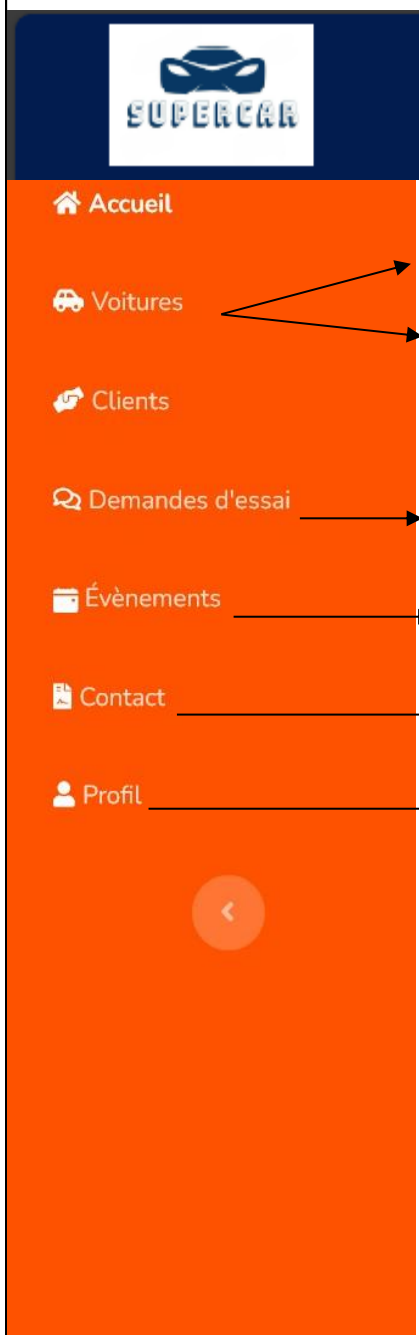 SUPERCAR
Accueil
Voitures
Clients
Demandes d'essai
Évènements
Contact
Profil